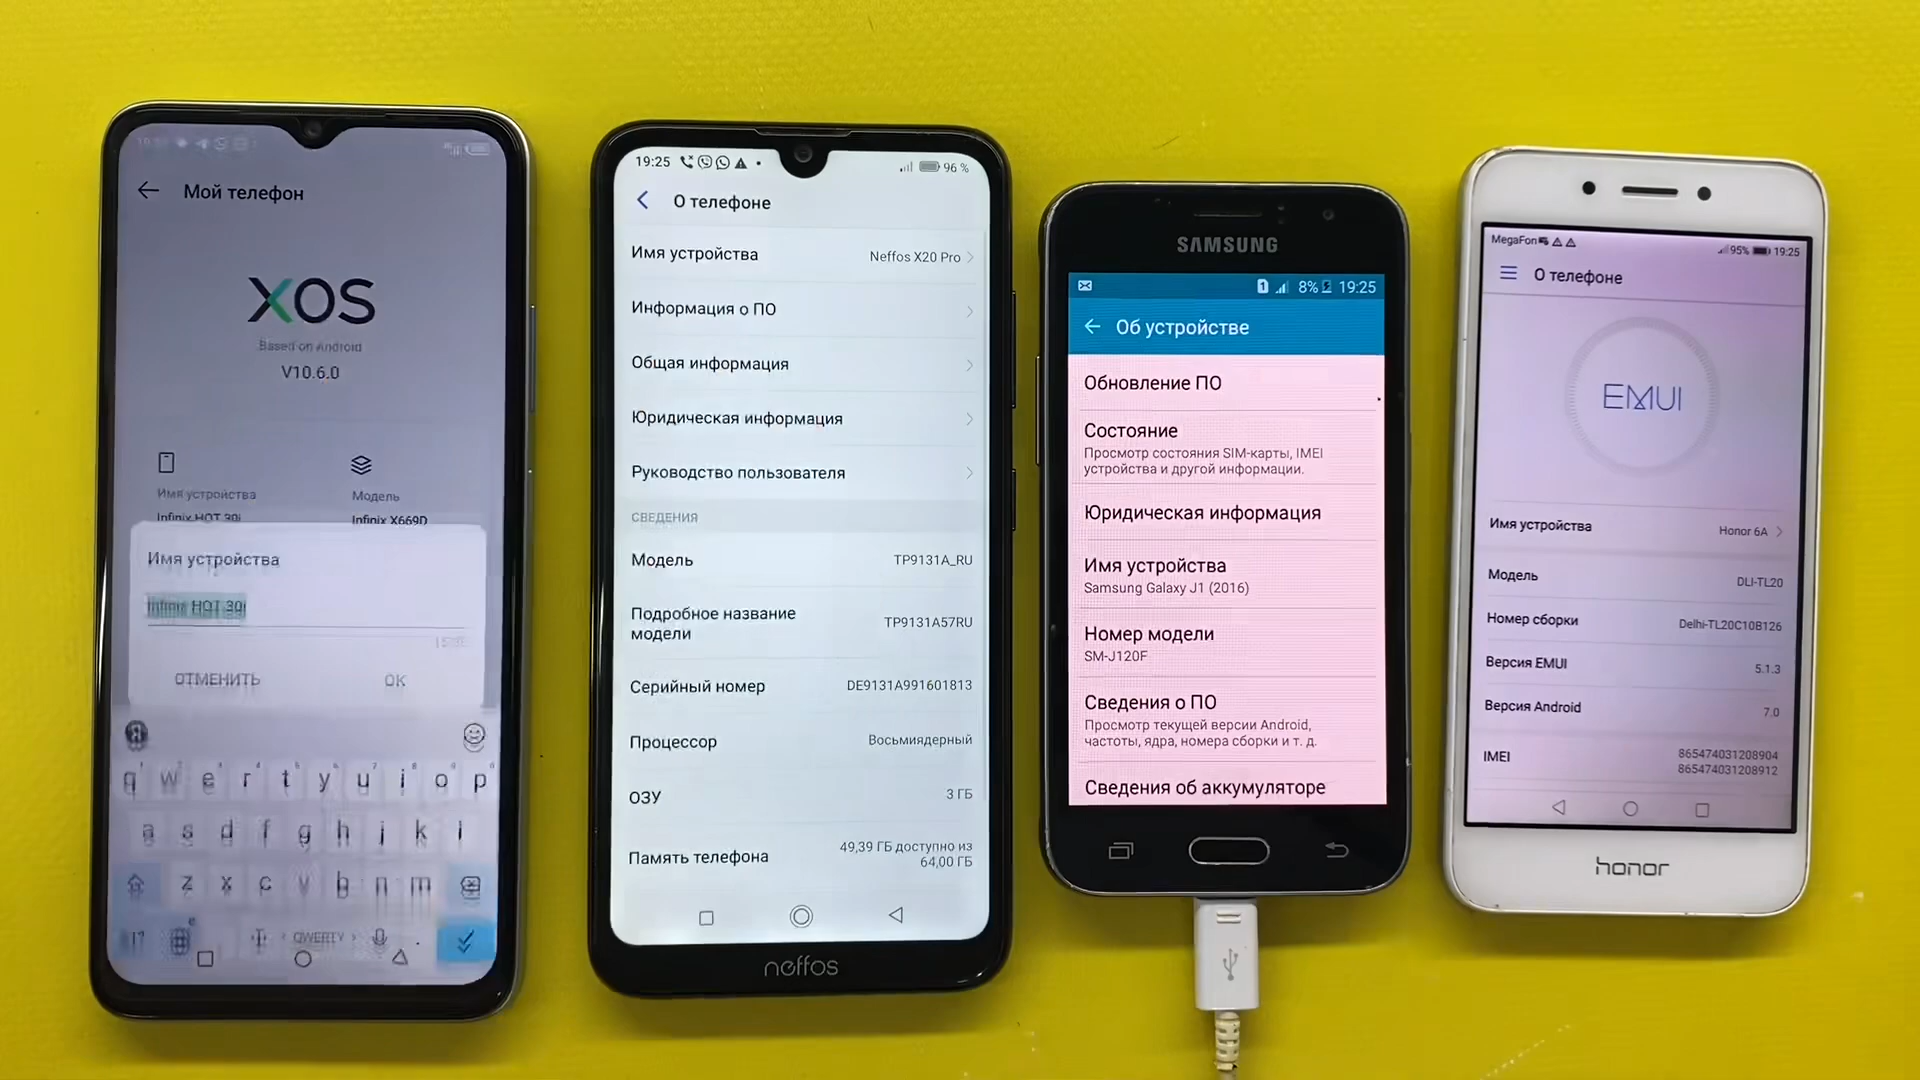 Мой телефон
XOS
Based on Android
V10.6.0
Имя устройства
Infinix HOT 30i
Модель
Infinix X669D
Имя устройства
Infinix HOT 30i
ОТМЕНИТЬ
OK
q w e r t y u i o p
a s d f g h j k l
z x c v b n m
!?
QWERTY
19:25
96 %
О телефоне
Имя устройства
Neffos X20 Pro
Информация о ПО
Общая информация
Юридическая информация
Руководство пользователя
СВЕДЕНИЯ
Модель
TP9131A_RU
Подробное название
модели
TP9131A57RU
Серийный номер
DE9131A991601813
Процессор
Восьмиядерный
ОЗУ
3 ГБ
Память телефона
49,39 ГБ доступно из
64,00 ГБ
neffos
SAMSUNG
1
8%
19:25
Об устройстве
Обновление ПО
Состояние
Просмотр состояния SIM-карты, IMEI
устройства и другой информации.
Юридическая информация
Имя устройства
Samsung Galaxy J1 (2016)
Номер модели
SM-J120F
Сведения о ПО
Просмотр текущей версии Android,
частоты, ядра, номера сборки и т. д.
Сведения об аккумуляторе
MegaFon
95%
19:25
О телефоне
EMUI
Имя устройства
Honor 6A
Модель
DLI-TL20
Номер сборки
Delhi-TL20C10B126
Версия EMUI
5.1.3
Версия Android
7.0
IMEI
865474031208904
865474031208912
honor